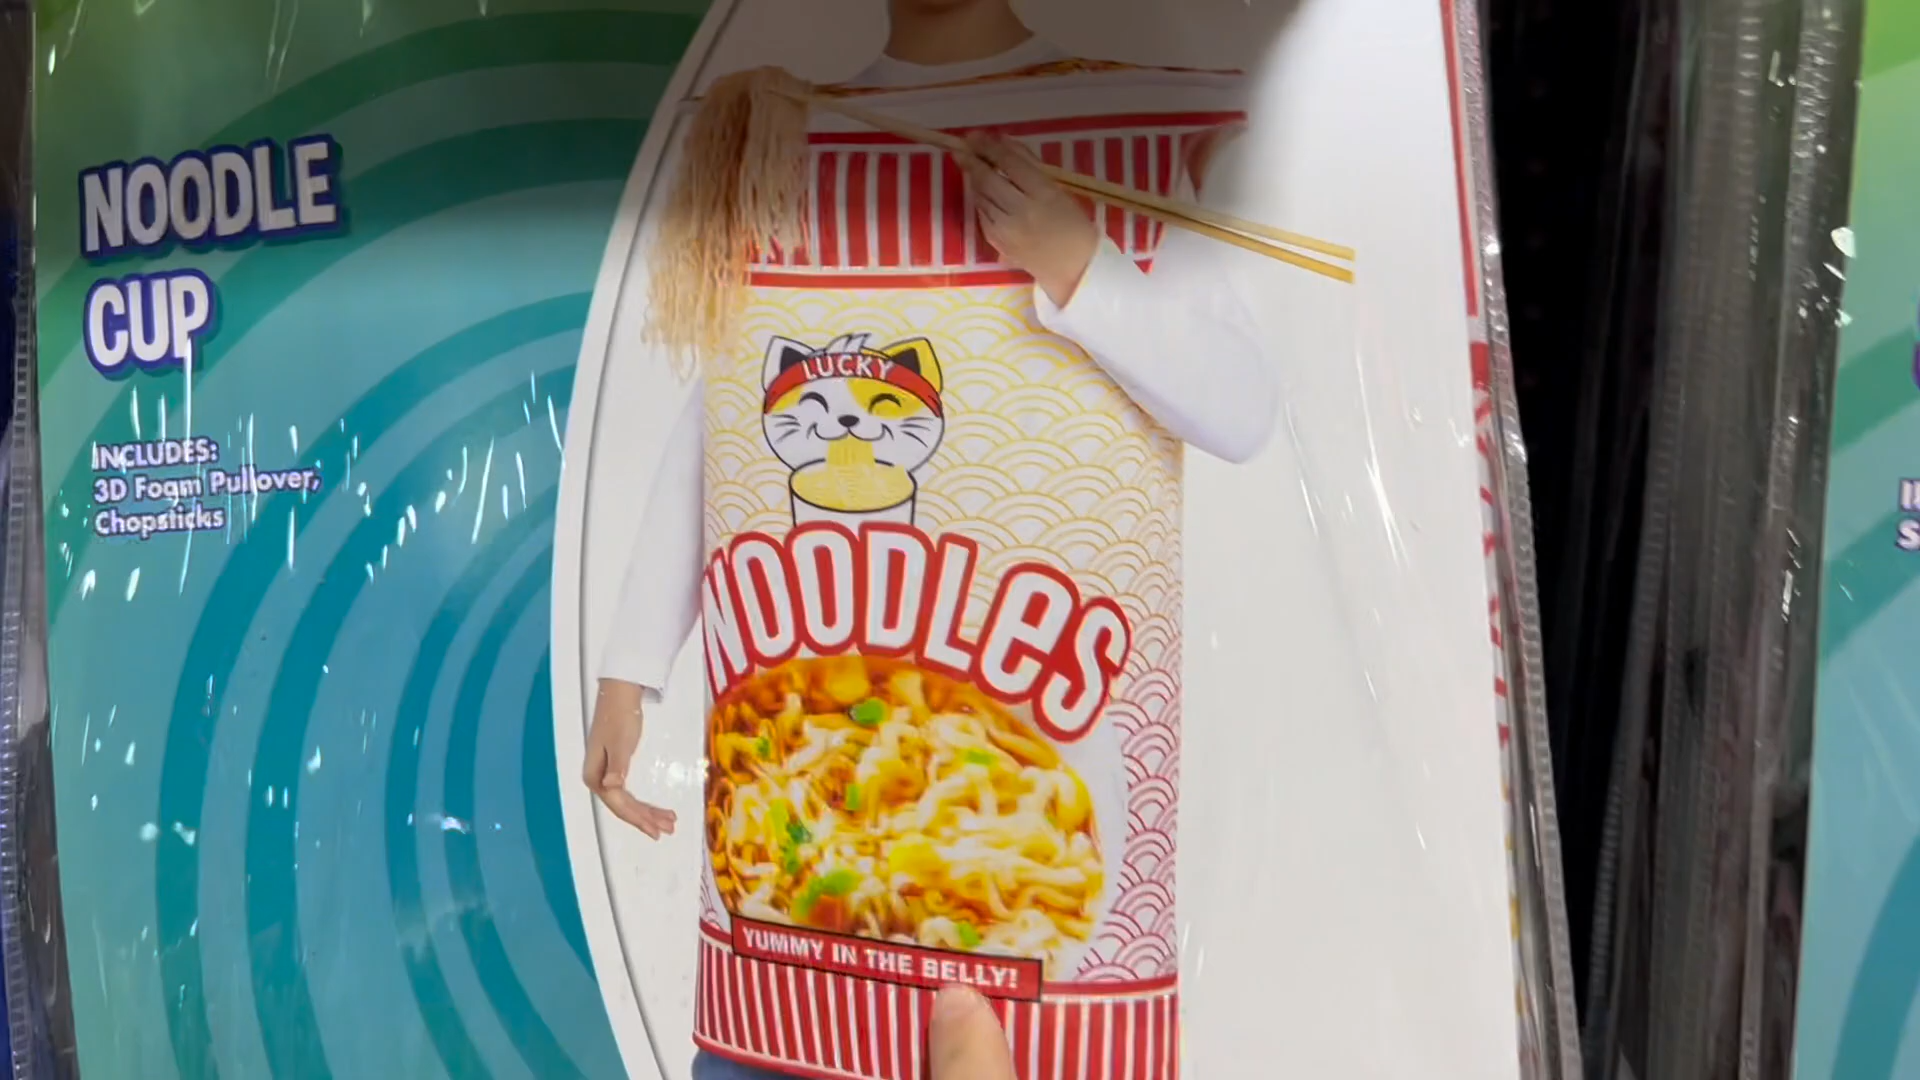 NOODLE
CUP
INCLUDES:
3D Foam Pullover,
Chopsticks
LUCKY
NOODLes
YUMMY IN THE BELLY!